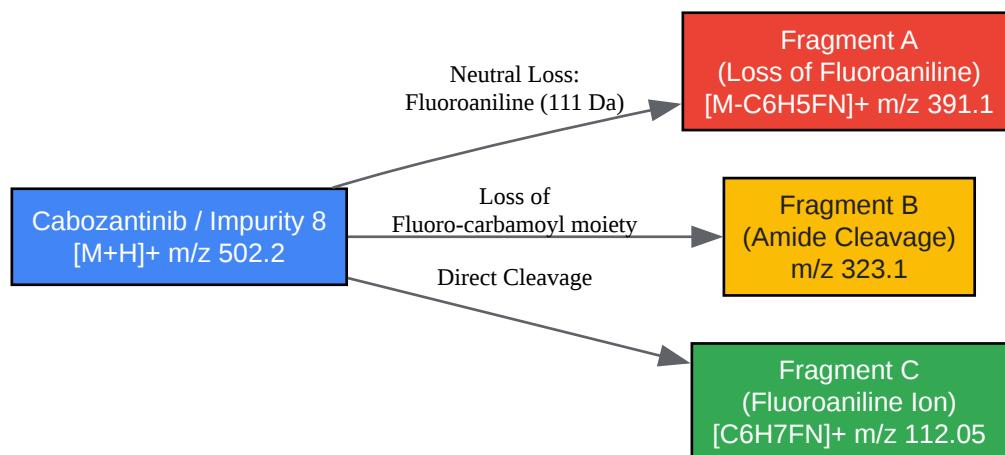 Cabozantinib / Impurity 8
[M+H]+ m/z 502.2
Neutral Loss:
Fluoroaniline (111 Da)
Fragment A
(Loss of Fluoroaniline)
[M-C6H5FN]+ m/z 391.1
Loss of
Fluoro-carbamoyl moiety
Fragment B
(Amide Cleavage)
m/z 323.1
Direct Cleavage
Fragment C
(Fluoroaniline Ion)
[C6H7FN]+ m/z 112.05